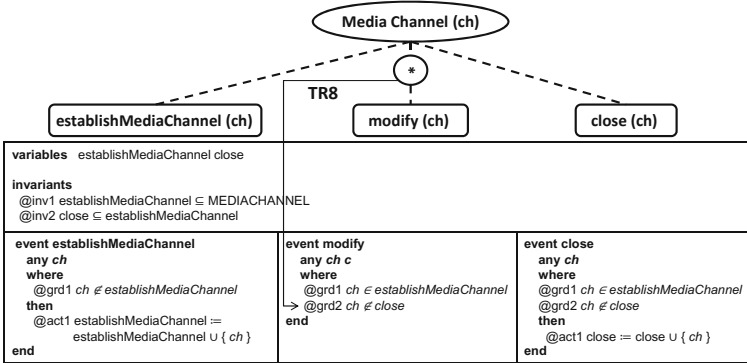 Media Channel (ch)
*
TR8
establishMediaChannel (ch)
modify (ch)
close (ch)
variables establishMediaChannel close
invariants
@inv1 establishMediaChannel ⊆ MEDIACHANNEL
@inv2 close ⊆ establishMediaChannel
event establishMediaChannel
any ch
where
@grd1 ch ∉ establishMediaChannel
then
@act1 establishMediaChannel ≔
establishMediaChannel ∪ { ch }
end
event modify
any ch c
where
@grd1 ch ∈ establishMediaChannel
@grd2 ch ∉ close
end
event close
any ch
where
@grd1 ch ∈ establishMediaChannel
@grd2 ch ∉ close
then
@act1 close ≔ close ∪ { ch }
end